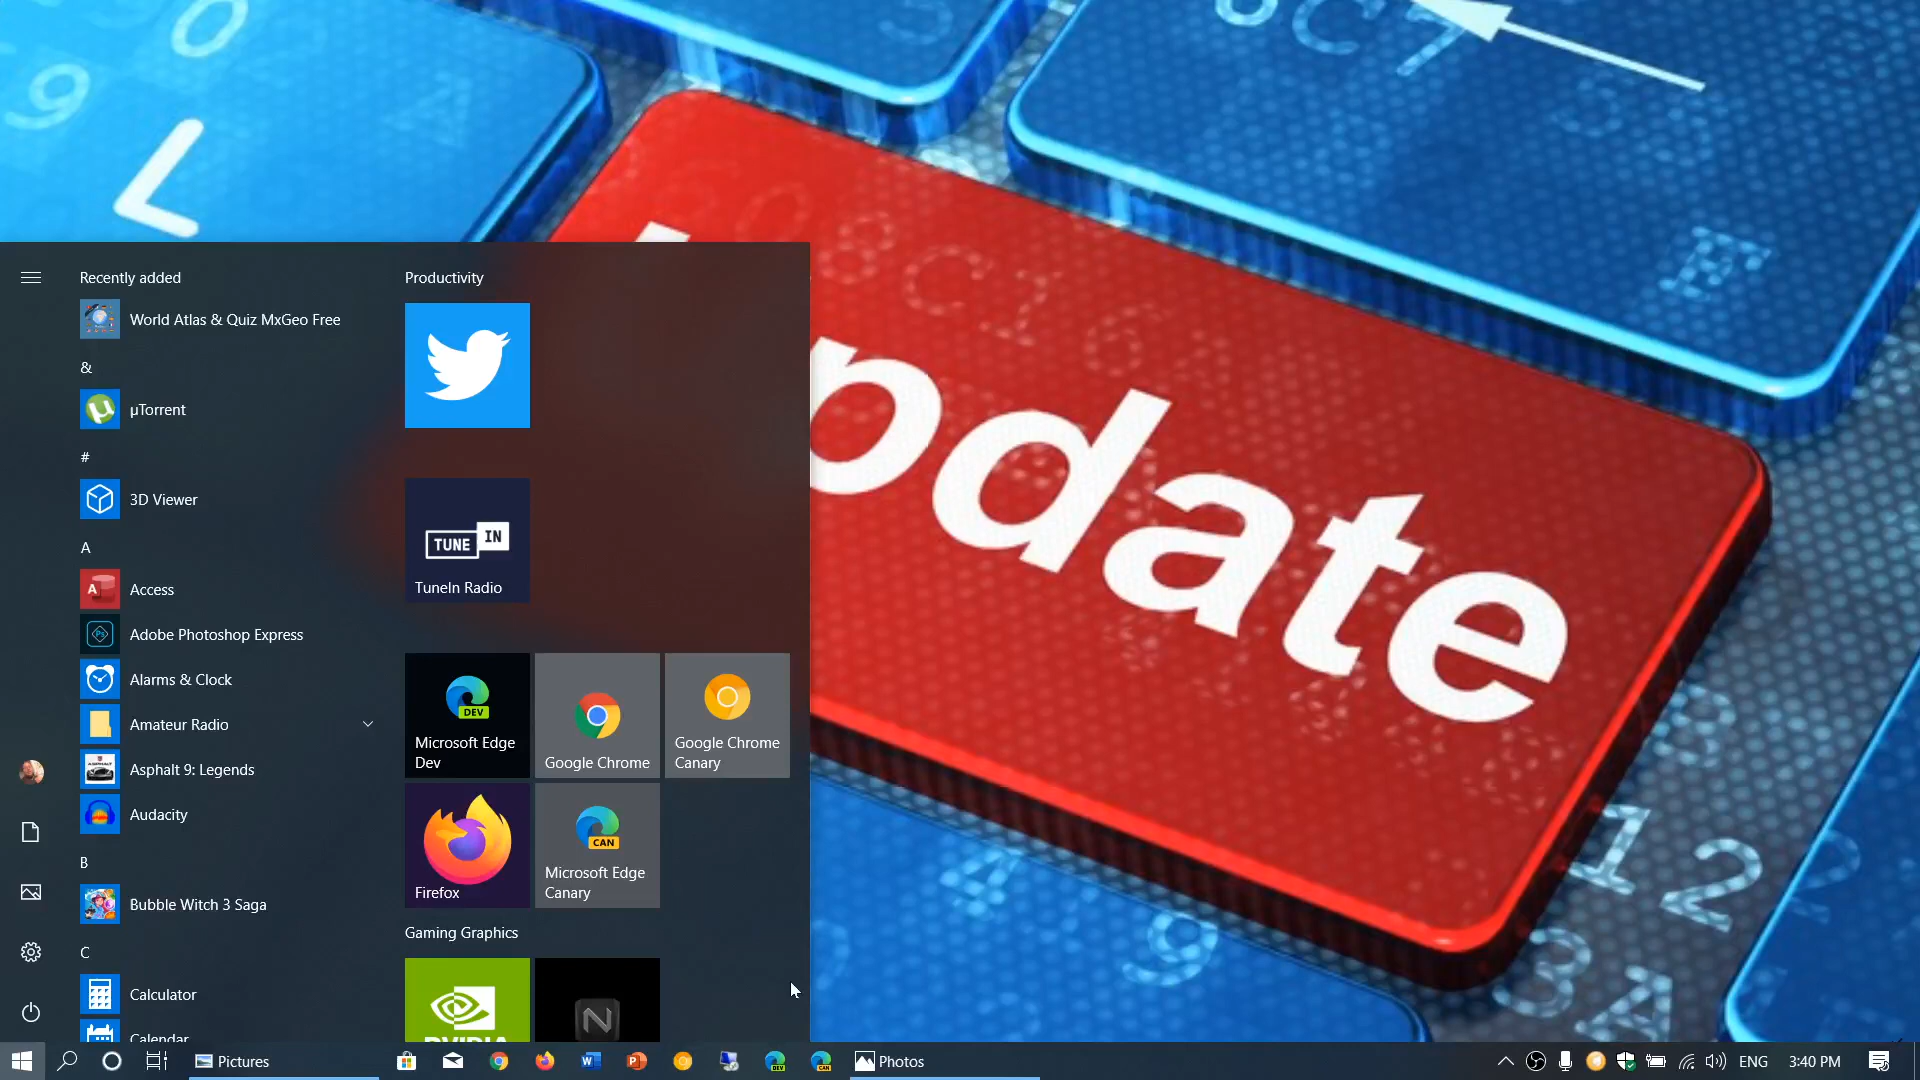 L
pdate
Recently added
World Atlas & Quiz MxGeo Free
&
µTorrent
#
3D Viewer
A
Access
Adobe Photoshop Express
Alarms & Clock
Amateur Radio
Asphalt 9: Legends
Audacity
B
Bubble Witch 3 Saga
C
Calculator
Calendar
Productivity
TUNE IN
TuneIn Radio
DEV
Microsoft Edge
Dev
Google Chrome
Google Chrome
Canary
Firefox
CAN
Microsoft Edge
Canary
Gaming Graphics
NVIDIA
N
Pictures
Photos
ENG
3:40 PM